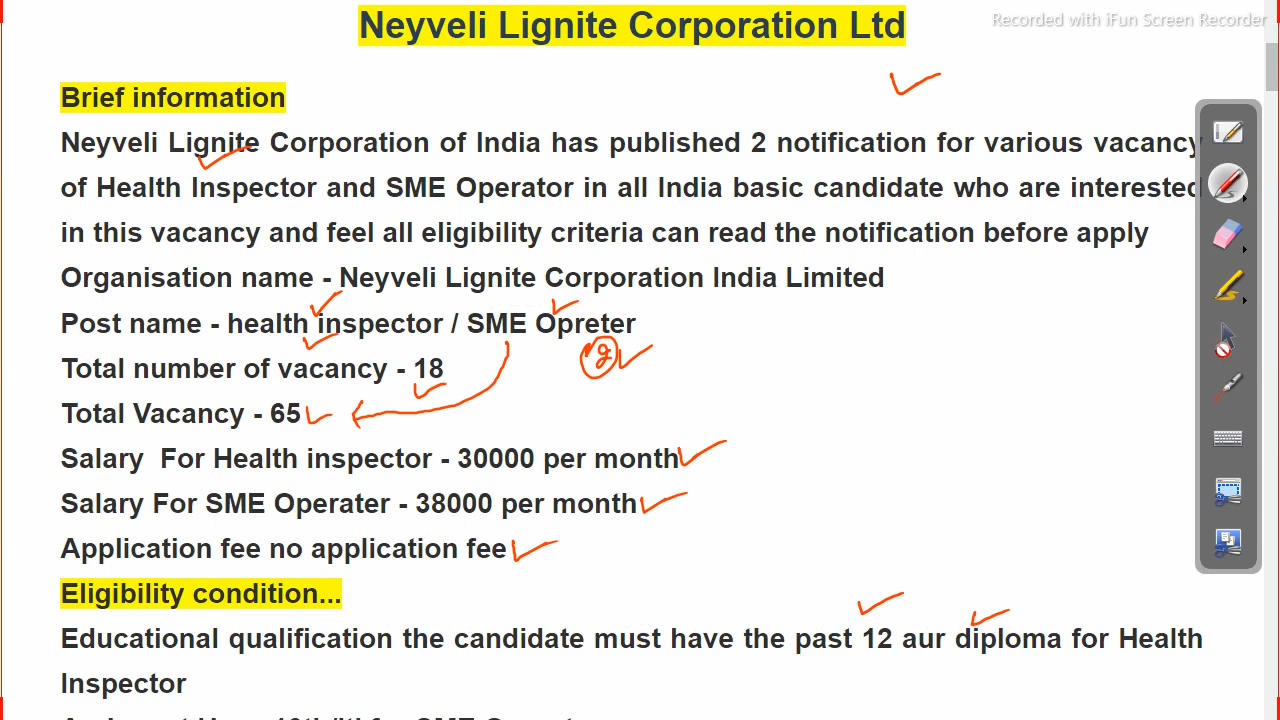 Neyveli Lignite Corporation Ltd
Recorded with iFun Screen Recorder
Brief information
Neyveli Lignite Corporation of India has published 2 notification for various vacancy
of Health Inspector and SME Operator in all India basic candidate who are interested
in this vacancy and feel all eligibility criteria can read the notification before apply
Organisation name - Neyveli Lignite Corporation India Limited
Post name - health inspector / SME Opreter
Total number of vacancy - 18
Total Vacancy - 65
Salary For Health inspector - 30000 per month
Salary For SME Operater - 38000 per month
Application fee no application fee
Eligibility condition...
Educational qualification the candidate must have the past 12 aur diploma for Health
Inspector